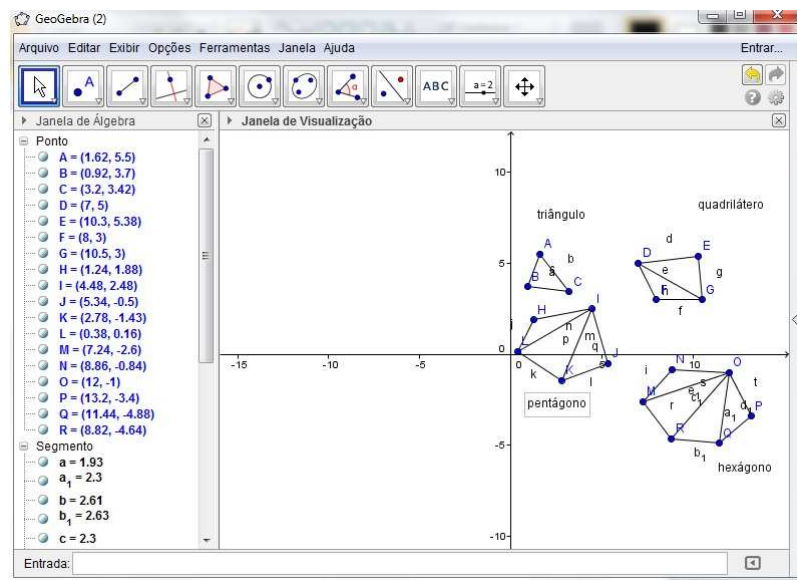 GeoGebra (2)
Arquivo Editar Exibir Opções Ferramentas Janela Ajuda
Entrar...
A
α
ABC
a=2
Janela de Álgebra
Janela de Visualização
Ponto
A = (1.62, 5.5)
B = (0.92, 3.7)
C = (3.2, 3.42)
D = (7, 5)
E = (10.3, 5.38)
F = (8, 3)
G = (10.5, 3)
H = (1.24, 1.88)
I = (4.48, 2.48)
J = (5.34, -0.5)
K = (2.78, -1.43)
L = (0.38, 0.16)
M = (7.24, -2.6)
N = (8.86, -0.84)
O = (12, -1)
P = (13.2, -3.4)
Q = (11.44, -4.88)
R = (8.82, -4.64)
Segmento
a = 1.93
a₁ = 2.3
b = 2.61
b₁ = 2.63
c = 2.3
10
triângulo
quadrilátero
A
b
B
C
d
D
E
e
g
F
G
f
5
H
I
j
n
m
L
p
q
J
K
k
l
0
-15
-10
-5
0
10
pentágono
N
O
i
s
t
M
r
c₁
a₁
d₁
P
R
Q
b₁
hexágono
-5
-10
Entrada: